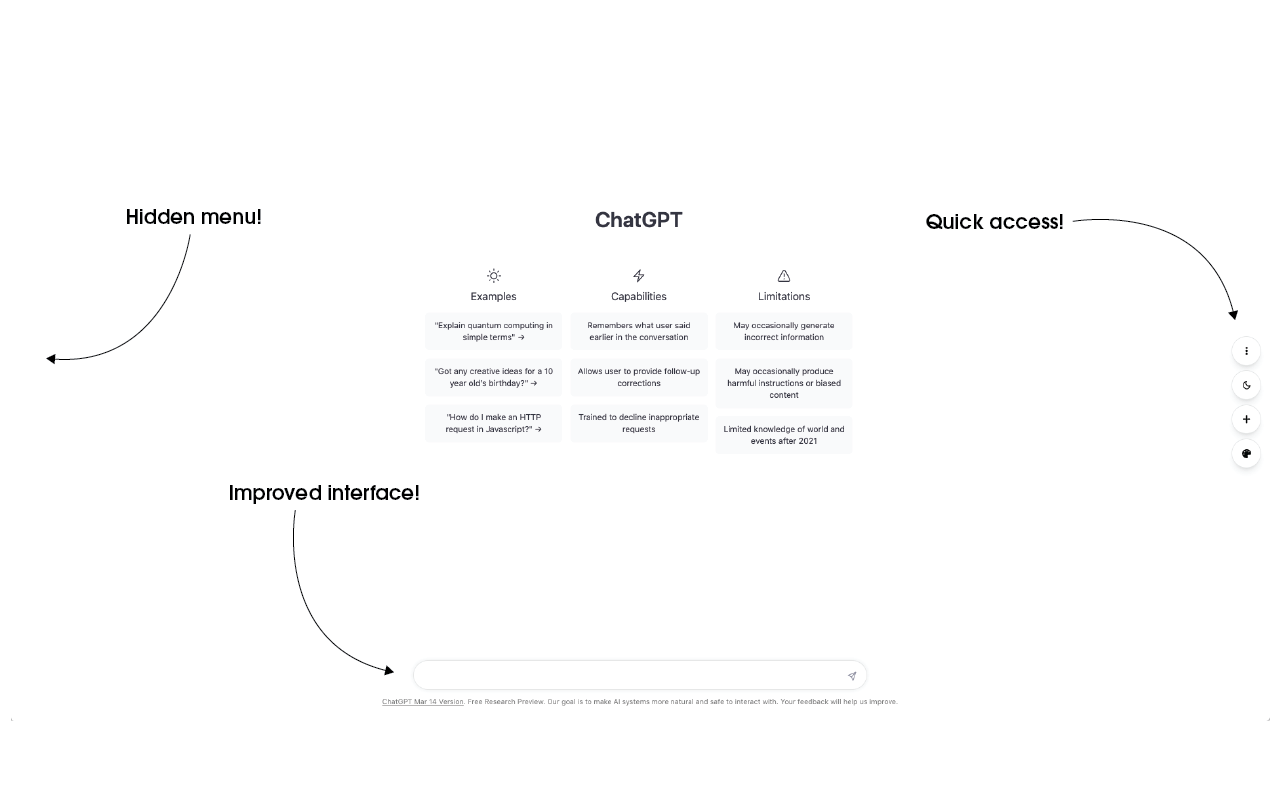 Hidden menu!
ChatGPT
Quick access!
Examples
"Explain quantum computing in
simple terms" →
"Got any creative ideas for a 10
year old's birthday?" →
"How do I make an HTTP
request in Javascript?" →
Capabilities
Remembers what user said
earlier in the conversation
Allows user to provide follow-up
corrections
Trained to decline inappropriate
requests
Limitations
May occasionally generate
incorrect information
May occasionally produce
harmful instructions or biased
content
Limited knowledge of world and
events after 2021
Improved interface!
ChatGPT Mar 14 Version. Free Research Preview. Our goal is to make AI systems more natural and safe to interact with. Your feedback will help us improve.